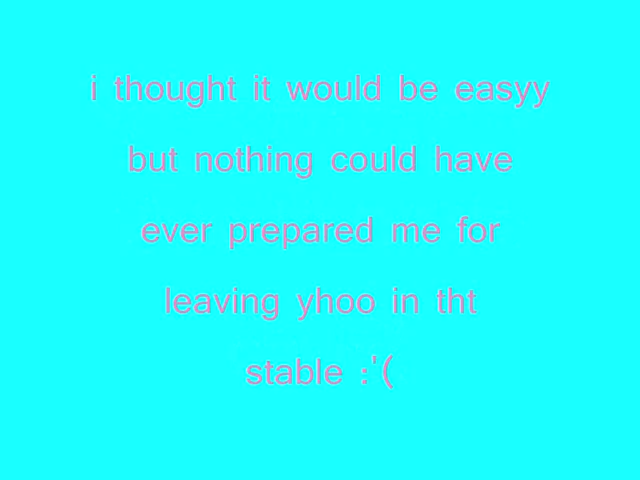 i thought it would be easyy
but nothing could have
ever prepared me for
leaving yhoo in tht
stable :'(